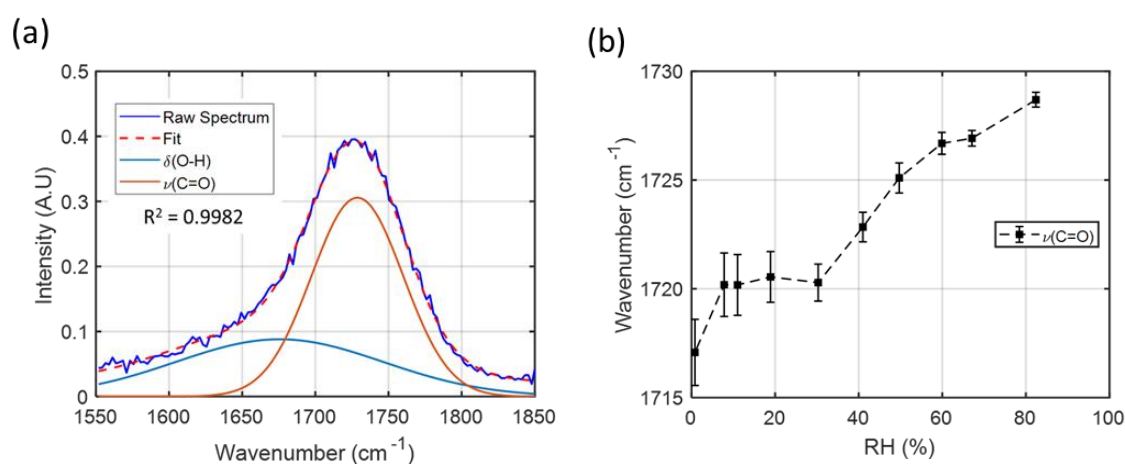 (a)
0.5
0.4
0.3
0.2
0.1
0
Intensity (A.U)
Raw Spectrum
Fit
δ(O-H)
ν(C=O)
R² = 0.9982
1550 1600 1650 1700 1750 1800 1850
Wavenumber (cm⁻¹)
(b)
1730
1725
1720
1715
Wavenumber (cm⁻¹)
ν(C=O)
0 20 40 60 80 100
RH (%)